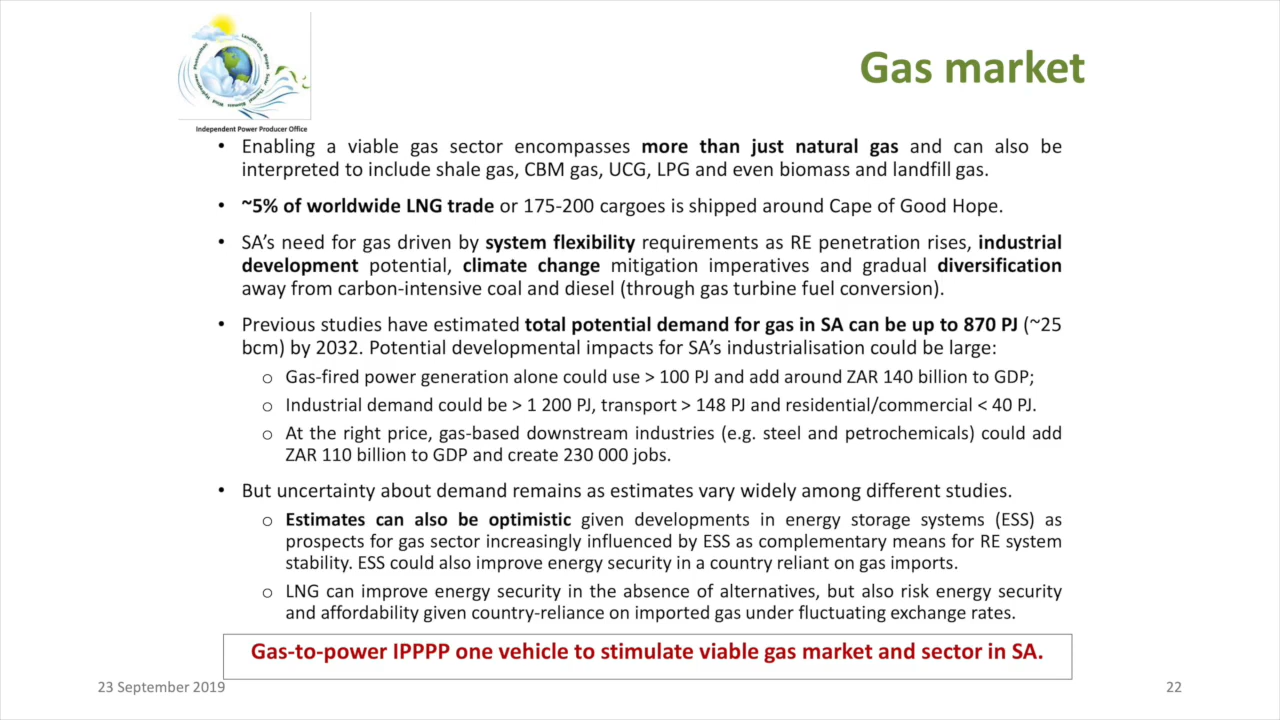 Gas market
Independent Power Producer Office
• Enabling a viable gas sector encompasses more than just natural gas and can also be
interpreted to include shale gas, CBM gas, UCG, LPG and even biomass and landfill gas.
• ~5% of worldwide LNG trade or 175-200 cargoes is shipped around Cape of Good Hope.
• SA’s need for gas driven by system flexibility requirements as RE penetration rises, industrial
development potential, climate change mitigation imperatives and gradual diversification
away from carbon-intensive coal and diesel (through gas turbine fuel conversion).
• Previous studies have estimated total potential demand for gas in SA can be up to 870 PJ (~25
bcm) by 2032. Potential developmental impacts for SA’s industrialisation could be large:
o Gas-fired power generation alone could use > 100 PJ and add around ZAR 140 billion to GDP;
o Industrial demand could be > 1 200 PJ, transport > 148 PJ and residential/commercial < 40 PJ.
o At the right price, gas-based downstream industries (e.g. steel and petrochemicals) could add
ZAR 110 billion to GDP and create 230 000 jobs.
• But uncertainty about demand remains as estimates vary widely among different studies.
o Estimates can also be optimistic given developments in energy storage systems (ESS) as
prospects for gas sector increasingly influenced by ESS as complementary means for RE system
stability. ESS could also improve energy security in a country reliant on gas imports.
o LNG can improve energy security in the absence of alternatives, but also risk energy security
and affordability given country-reliance on imported gas under fluctuating exchange rates.
Gas-to-power IPPPP one vehicle to stimulate viable gas market and sector in SA.
23 September 2019
22